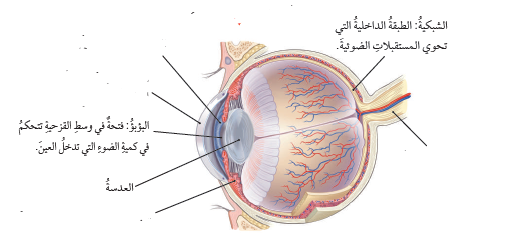 الشبكيةُ: الطبقةُ الداخليةُ التي
تحوي المستقبلاتِ الضوئيةَ.
البؤبؤُ: فتحةٌ في وسطِ القزحيةِ تتحكمُ
في كميةِ الضوءِ التي تدخلُ العينَ.
العدسةُ